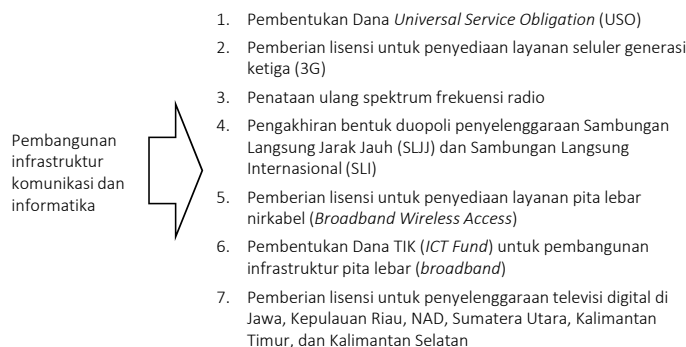 Pembangunan
infrastruktur
komunikasi dan
informatika
1. Pembentukan Dana Universal Service Obligation (USO)
2. Pemberian lisensi untuk penyediaan layanan seluler generasi
ketiga (3G)
3. Penataan ulang spektrum frekuensi radio
4. Pengakhiran bentuk duopoli penyelenggaraan Sambungan
Langsung Jarak Jauh (SLJJ) dan Sambungan Langsung
Internasional (SLI)
5. Pemberian lisensi untuk penyediaan layanan pita lebar
nirkabel (Broadband Wireless Access)
6. Pembentukan Dana TIK (ICT Fund) untuk pembangunan
infrastruktur pita lebar (broadband)
7. Pemberian lisensi untuk penyelenggaraan televisi digital di
Jawa, Kepulauan Riau, NAD, Sumatera Utara, Kalimantan
Timur, dan Kalimantan Selatan